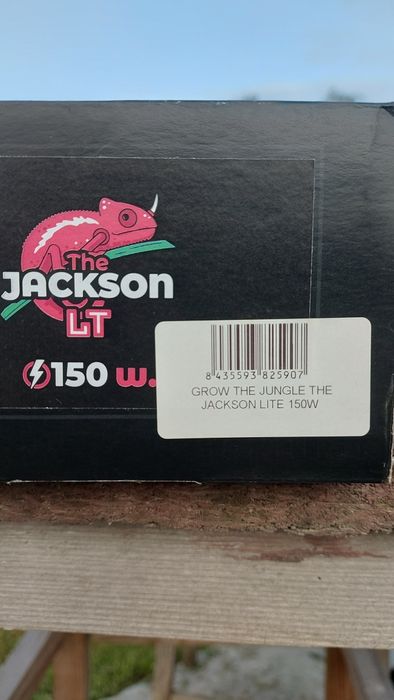 The
JACKSON
LT
150 w.
8 435593 825907
GROW THE JUNGLE THE
JACKSON LITE 150W